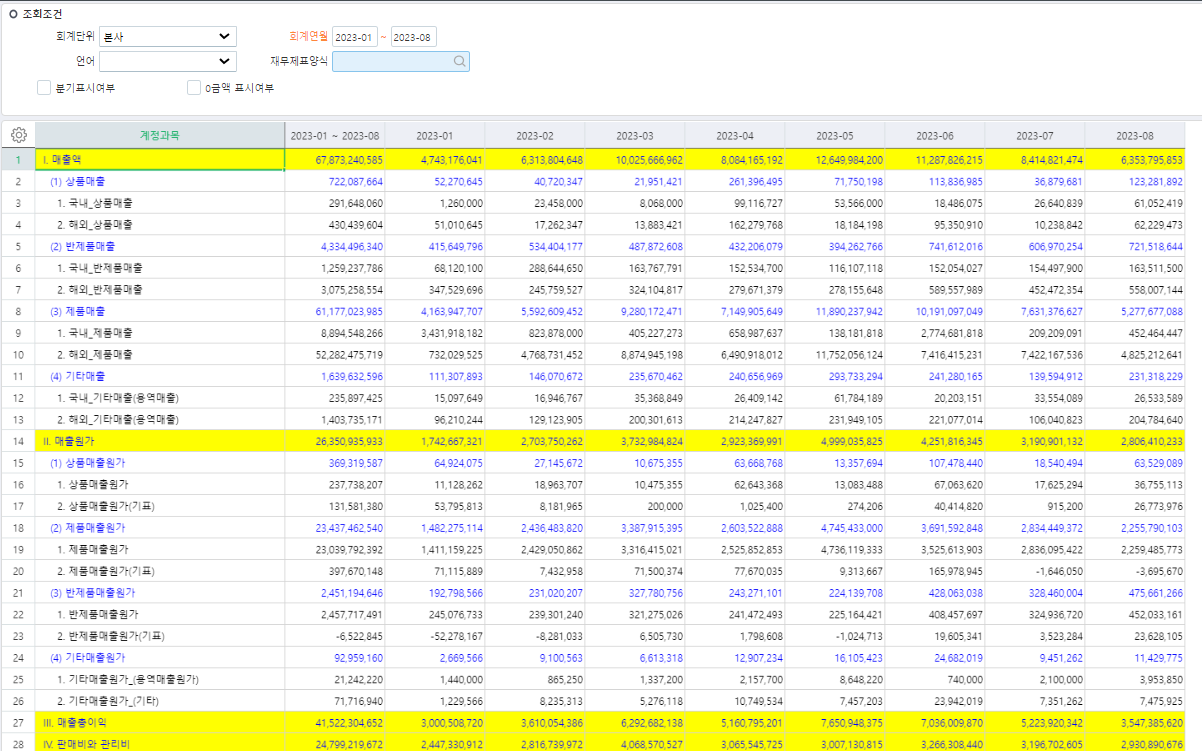 조회조건
회계단위 본사 회계연월 2023-01 ~ 2023-08
언어 재무제표양식
분기표시여부 0금액 표시여부
계정과목 2023-01 ~ 2023-08 2023-01 2023-02 2023-03 2023-04 2023-05 2023-06 2023-07 2023-08
1 I. 매출액 67,873,240,585 4,743,176,041 6,313,804,648 10,025,666,962 8,084,165,192 12,649,984,200 11,287,826,215 8,414,821,474 6,353,795,853
2 (1) 상품매출 722,087,664 52,270,645 40,720,347 21,951,421 261,396,495 71,750,198 113,836,985 36,879,681 123,281,892
3 1. 국내_상품매출 291,648,060 1,260,000 23,458,000 8,068,000 99,116,727 53,566,000 18,486,075 26,640,839 61,052,419
4 2. 해외_상품매출 430,439,604 51,010,645 17,262,347 13,883,421 162,279,768 18,184,198 95,350,910 10,238,842 62,229,473
5 (2) 반제품매출 4,334,496,340 415,649,796 534,404,177 487,872,608 432,206,079 394,262,766 741,612,016 606,970,254 721,518,644
6 1. 국내_반제품매출 1,259,237,786 68,120,100 288,644,650 163,767,791 152,534,700 116,107,118 152,054,027 154,497,900 163,511,500
7 2. 해외_반제품매출 3,075,258,554 347,529,696 245,759,527 324,104,817 279,671,379 278,155,648 589,557,989 452,472,354 558,007,144
8 (3) 제품매출 61,177,023,985 4,163,947,707 5,592,609,452 9,280,172,471 7,149,905,649 11,890,237,942 10,191,097,049 7,631,376,627 5,277,677,088
9 1. 국내_제품매출 8,894,548,266 3,431,918,182 823,878,000 405,227,273 658,987,637 138,181,818 2,774,681,818 209,209,091 452,464,447
10 2. 해외_제품매출 52,282,475,719 732,029,525 4,768,731,452 8,874,945,198 6,490,918,012 11,752,056,124 7,416,415,231 7,422,167,536 4,825,212,641
11 (4) 기타매출 1,639,632,596 111,307,893 146,070,672 235,670,462 240,656,969 293,733,294 241,280,165 139,594,912 231,318,229
12 1. 국내_기타매출(용역매출) 235,897,425 15,097,649 16,946,767 35,368,849 26,409,142 61,784,189 20,203,151 33,554,089 26,533,589
13 2. 해외_기타매출(용역매출) 1,403,735,171 96,210,244 129,123,905 200,301,613 214,247,827 231,949,105 221,077,014 106,040,823 204,784,640
14 II. 매출원가 26,350,935,933 1,742,667,321 2,703,750,262 3,732,984,824 2,923,369,991 4,999,035,825 4,251,816,345 3,190,901,132 2,806,410,233
15 (1) 상품매출원가 369,319,587 64,924,075 27,145,672 10,675,355 63,668,768 13,357,694 107,478,440 18,540,494 63,529,089
16 1. 상품매출원가 237,738,207 11,128,262 18,963,707 10,475,355 62,643,368 13,083,488 67,063,620 17,625,294 36,755,113
17 2. 상품매출원가(기표) 131,581,380 53,795,813 8,181,965 200,000 1,025,400 274,206 40,414,820 915,200 26,773,976
18 (2) 제품매출원가 23,437,462,540 1,482,275,114 2,436,483,820 3,387,915,395 2,603,522,888 4,745,433,000 3,691,592,848 2,834,449,372 2,255,790,103
19 1. 제품매출원가 23,039,792,392 1,411,159,225 2,429,050,862 3,316,415,021 2,525,852,853 4,736,119,333 3,525,613,903 2,836,095,422 2,259,485,773
20 2. 제품매출원가(기표) 397,670,148 71,115,889 7,432,958 71,500,374 77,670,035 9,313,667 165,978,945 -1,646,050 -3,695,670
21 (3) 반제품매출원가 2,451,194,646 192,798,566 231,020,207 327,780,756 243,271,101 224,139,708 428,063,038 328,460,004 475,661,266
22 1. 반제품매출원가 2,457,717,491 245,076,733 239,301,240 321,275,026 241,472,493 225,164,421 408,457,697 324,936,720 452,033,161
23 2. 반제품매출원가(기표) -6,522,845 -52,278,167 -8,281,033 6,505,730 1,798,608 -1,024,713 19,605,341 3,523,284 23,628,105
24 (4) 기타매출원가 92,959,160 2,669,566 9,100,563 6,613,318 12,907,234 16,105,423 24,682,019 9,451,262 11,429,775
25 1. 기타매출원가_(용역매출원가) 21,242,220 1,440,000 865,250 1,337,200 2,157,700 8,648,220 740,000 2,100,000 3,953,850
26 2. 기타매출원가_(기타) 71,716,940 1,229,566 8,235,313 5,276,118 10,749,534 7,457,203 23,942,019 7,351,262 7,475,925
27 III. 매출총이익 41,522,304,652 3,000,508,720 3,610,054,386 6,292,682,138 5,160,795,201 7,650,948,375 7,036,009,870 5,223,920,342 3,547,385,620
28 IV. 판매비와 관리비 24,799,219,672 2,447,330,912 2,816,739,972 4,068,570,527 3,065,545,725 3,007,130,815 3,266,308,440 3,196,702,605 2,930,890,676